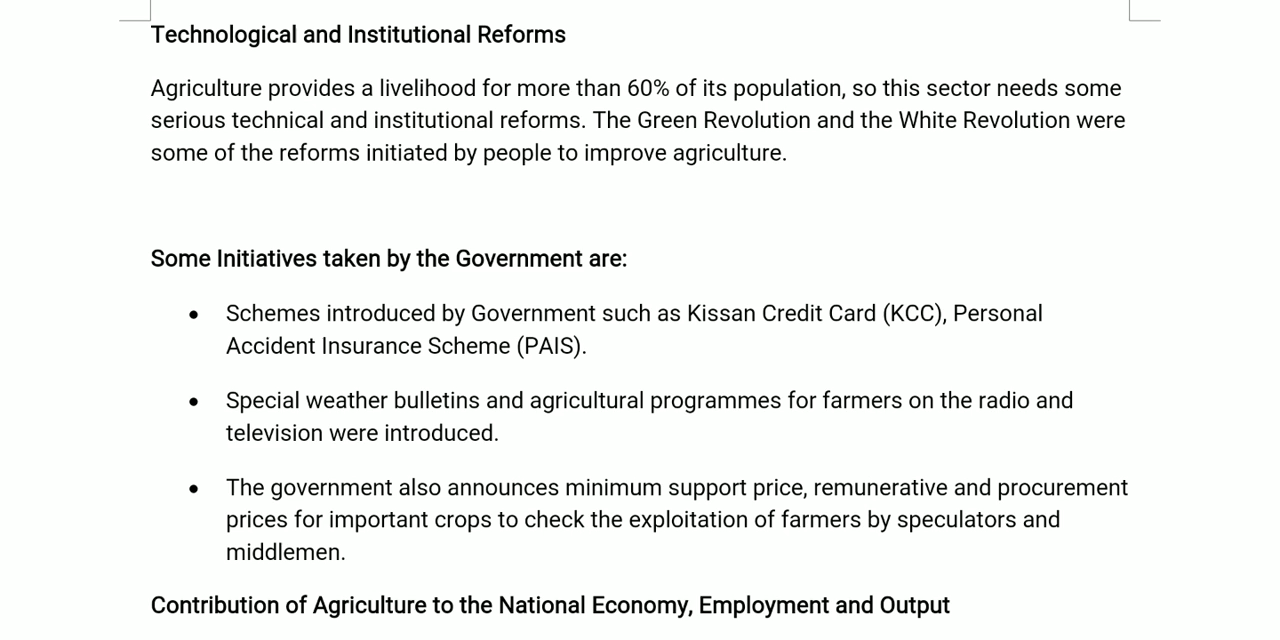 Technological and Institutional Reforms
Agriculture provides a livelihood for more than 60% of its population, so this sector needs some
serious technical and institutional reforms. The Green Revolution and the White Revolution were
some of the reforms initiated by people to improve agriculture.
Some Initiatives taken by the Government are:
• Schemes introduced by Government such as Kissan Credit Card (KCC), Personal
Accident Insurance Scheme (PAIS).
• Special weather bulletins and agricultural programmes for farmers on the radio and
television were introduced.
• The government also announces minimum support price, remunerative and procurement
prices for important crops to check the exploitation of farmers by speculators and
middlemen.
Contribution of Agriculture to the National Economy, Employment and Output